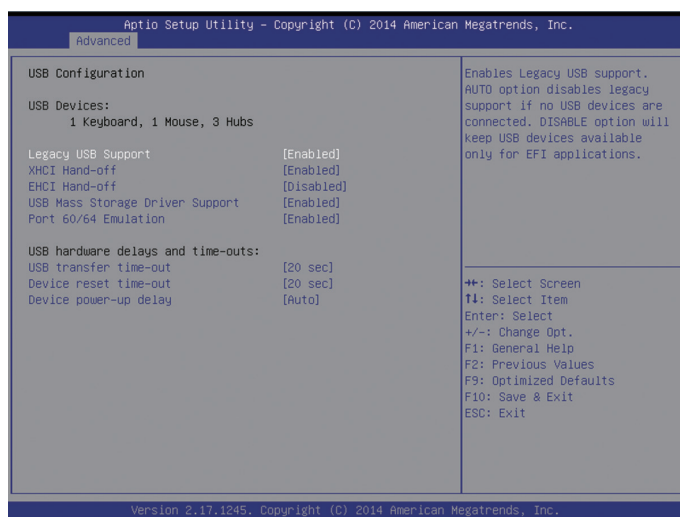 Aptio Setup Utility – Copyright (C) 2014 American Megatrends, Inc.
Advanced
USB Configuration
USB Devices:
1 Keyboard, 1 Mouse, 3 Hubs
Legacy USB Support [Enabled]
XHCI Hand-off [Enabled]
EHCI Hand-off [Disabled]
USB Mass Storage Driver Support [Enabled]
Port 60/64 Emulation [Enabled]
USB hardware delays and time-outs:
USB transfer time-out [20 sec]
Device reset time-out [20 sec]
Device power-up delay [Auto]
Enables Legacy USB support.
AUTO option disables legacy
support if no USB devices are
connected. DISABLE option will
keep USB devices available
only for EFI applications.
→←: Select Screen
↑↓: Select Item
Enter: Select
+/-: Change Opt.
F1: General Help
F2: Previous Values
F9: Optimized Defaults
F10: Save & Exit
ESC: Exit
Version 2.17.1245. Copyright (C) 2014 American Megatrends, Inc.